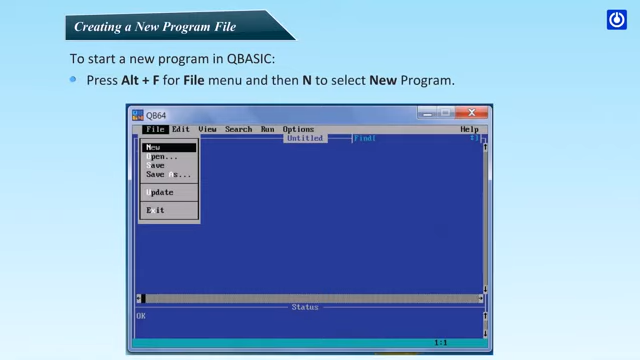 Creating a New Program File
To start a new program in QBASIC:
Press Alt + F for File menu and then N to select New Program.
QB64
File Edit View Search Run Options Help
Untitled Find[
New
Open...
Save
Save As...
Update
Exit
Status
OK
1:1